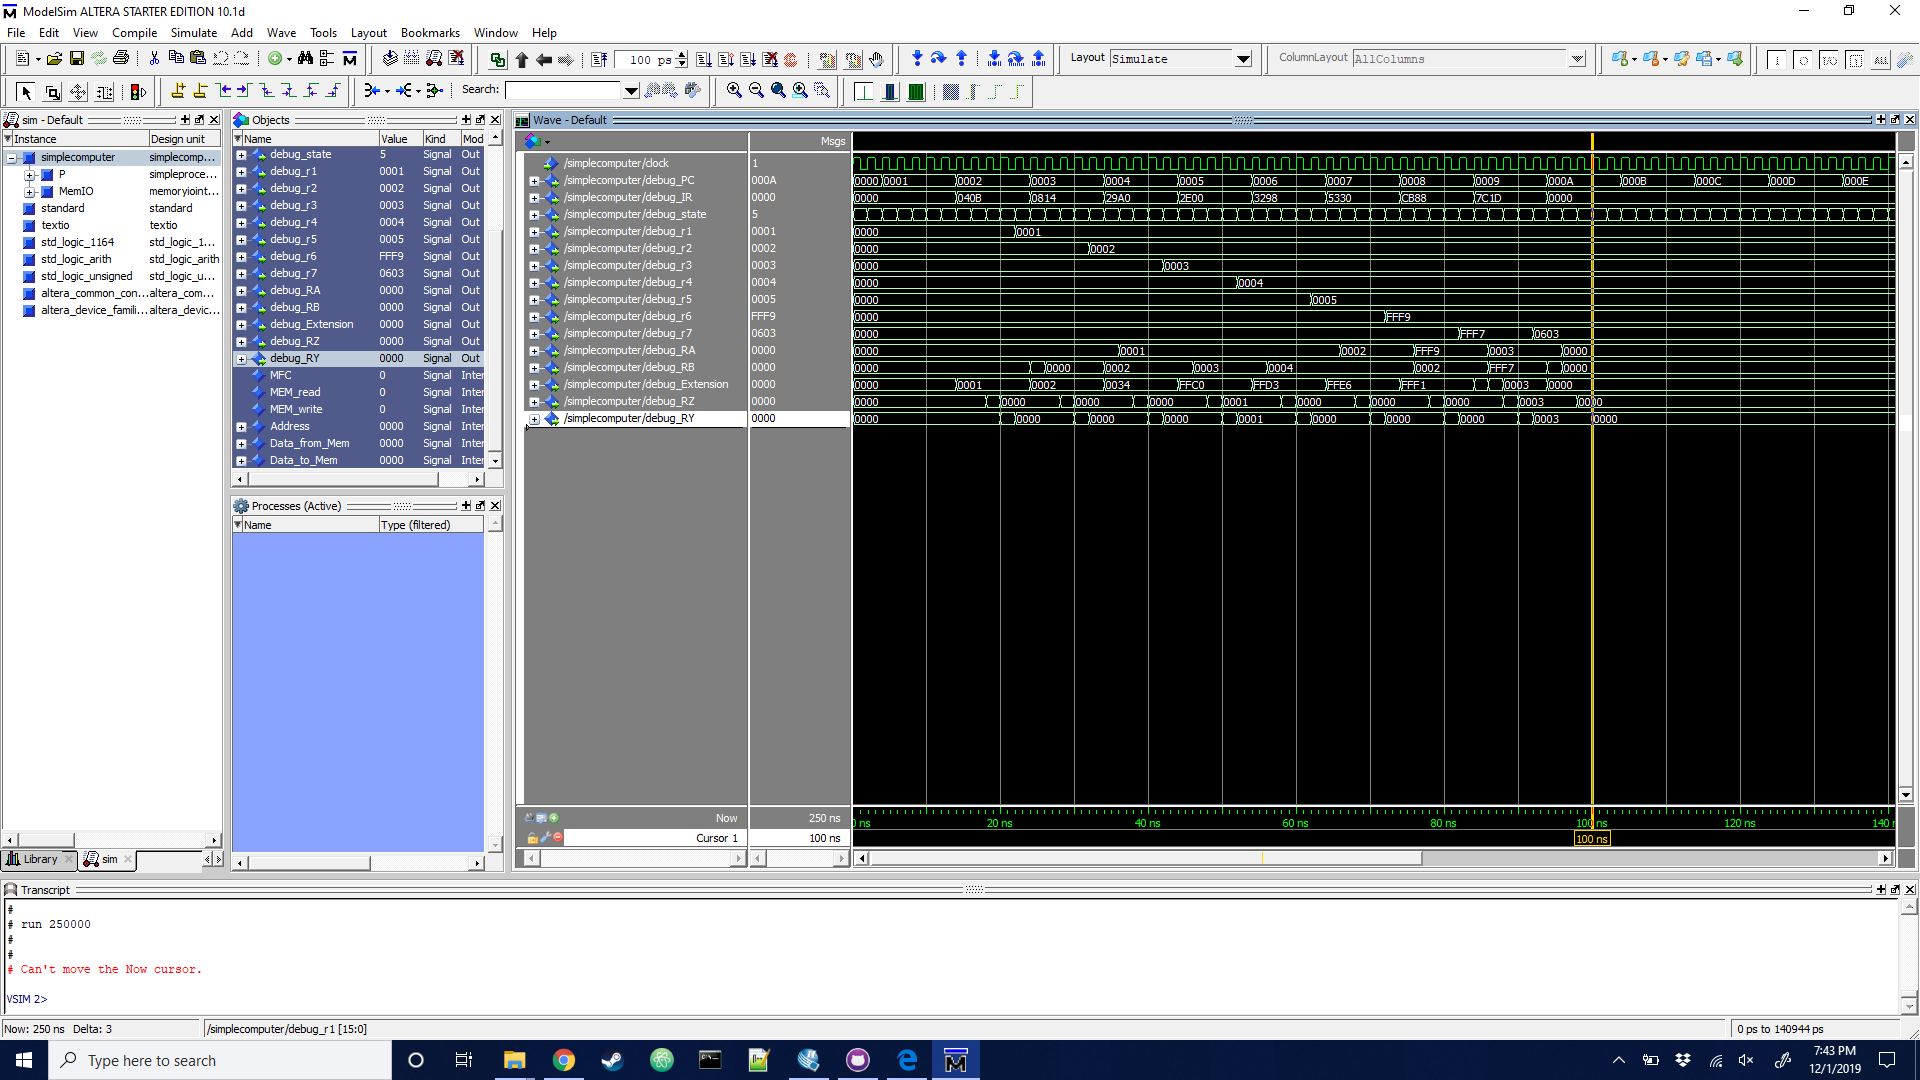 ModelSim ALTERA STARTER EDITION 10.1d
File Edit View Compile Simulate Add Wave Tools Layout Bookmarks Window Help
100 ps
Layout Simulate
ColumnLayout AllColumns
Search:
sim - Default
Instance Design unit
simplecomputer simplecomp...
P simpleproce...
MemIO memoryioint...
standard standard
textio textio
std_logic_1164 std_logic_1...
std_logic_arith std_logic_arith
std_logic_unsigned std_logic_u...
altera_common_con... altera_com...
altera_device_famili... altera_devic...
Library sim
Objects
Name Value Kind Mod
debug_state 5 Signal Out
debug_r1 0001 Signal Out
debug_r2 0002 Signal Out
debug_r3 0003 Signal Out
debug_r4 0004 Signal Out
debug_r5 0005 Signal Out
debug_r6 FFF9 Signal Out
debug_r7 0603 Signal Out
debug_RA 0000 Signal Out
debug_RB 0000 Signal Out
debug_Extension 0000 Signal Out
debug_RZ 0000 Signal Out
debug_RY 0000 Signal Out
MFC 0 Signal Inter
MEM_read 0 Signal Inter
MEM_write 0 Signal Inter
Address 0000 Signal Inter
Data_from_Mem 0000 Signal Inter
Data_to_Mem 0000 Signal Inter
Processes (Active)
Name Type (filtered)
Wave - Default
Msgs
/simplecomputer/clock 1
/simplecomputer/debug_PC 000A 0000 0001 0002 0003 0004 0005 0006 0007 0008 0009 000A 000B 000C 000D 000E
/simplecomputer/debug_IR 0000 0000 040B 0814 29A0 2E00 3298 5330 CB88 7C1D 0000
/simplecomputer/debug_state 5
/simplecomputer/debug_r1 0001 0000 0001
/simplecomputer/debug_r2 0002 0000 0002
/simplecomputer/debug_r3 0003 0000 0003
/simplecomputer/debug_r4 0004 0000 0004
/simplecomputer/debug_r5 0005 0000 0005
/simplecomputer/debug_r6 FFF9 0000 FFF9
/simplecomputer/debug_r7 0603 0000 FFF7 0603
/simplecomputer/debug_RA 0000 0000 0001 0002 FFF9 0003 0000
/simplecomputer/debug_RB 0000 0000 0000 0002 0003 0004 0002 FFF7 0000
/simplecomputer/debug_Extension 0000 0000 0001 0002 0034 FFC0 FFD3 FFE6 FFF1 0003 0000
/simplecomputer/debug_RZ 0000 0000 0000 0000 0000 0001 0000 0000 0000 0003 0000
/simplecomputer/debug_RY 0000 0000 0000 0000 0000 0001 0000 0000 0000 0003 0000
Now 250 ns
Cursor 1 100 ns
ns 20 ns 40 ns 60 ns 80 ns 100 ns 120 ns 140
100 ns
Transcript
#
# run 250000
#
#
# Can't move the Now cursor.
VSIM 2>
Now: 250 ns Delta: 3 /simplecomputer/debug_r1 [15:0] 0 ps to 140944 ps
Type here to search
7:43 PM
12/1/2019